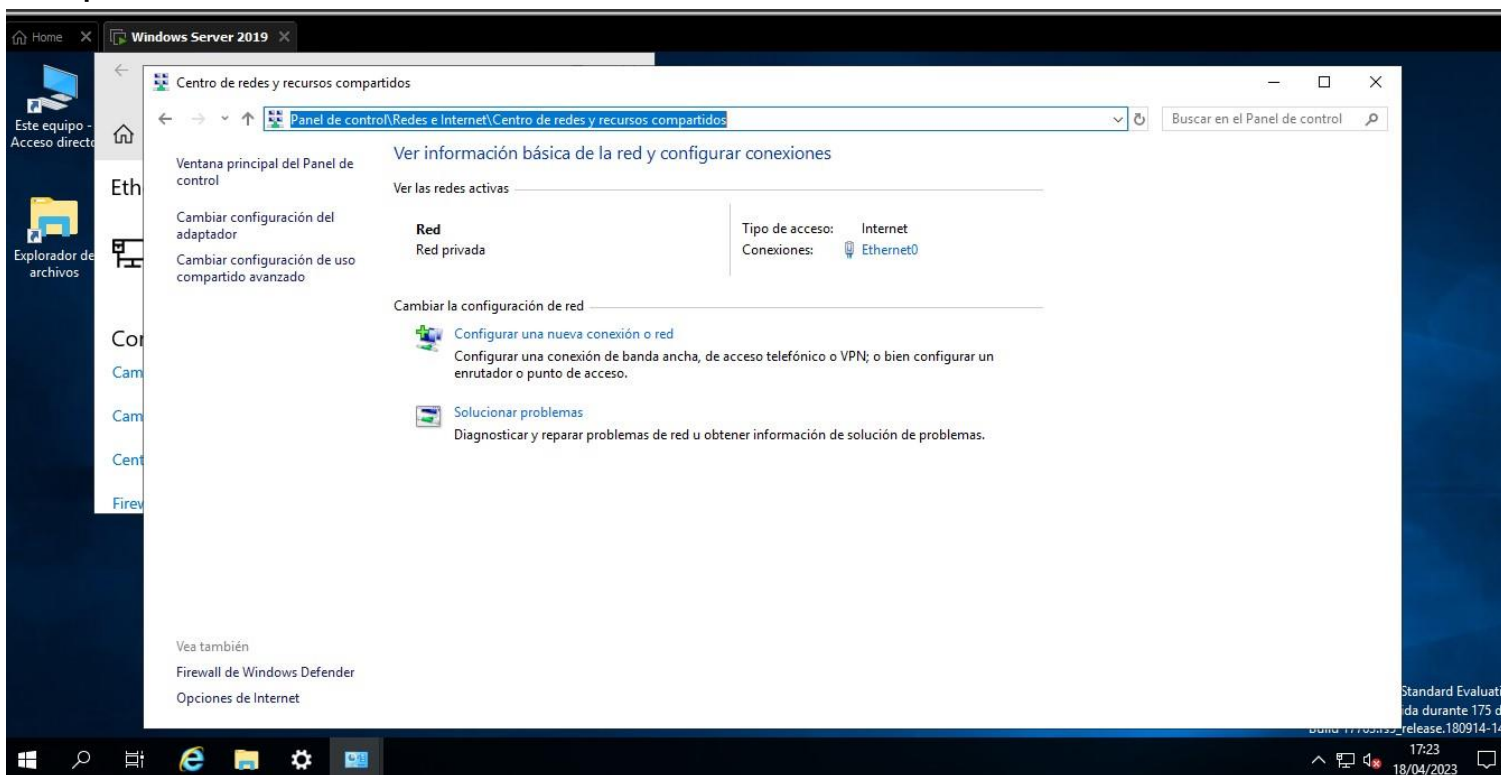 Home
Windows Server 2019
Este equipo -
Acceso directo
Explorador de
archivos
Eth
Cor
Cam
Cam
Cent
Firew
Centro de redes y recursos compartidos
Panel de control\Redes e Internet\Centro de redes y recursos compartidos
Buscar en el Panel de control
Ventana principal del Panel de
control
Cambiar configuración del
adaptador
Cambiar configuración de uso
compartido avanzado
Ver información básica de la red y configurar conexiones
Ver las redes activas
Red
Red privada
Tipo de acceso: Internet
Conexiones: Ethernet0
Cambiar la configuración de red
Configurar una nueva conexión o red
Configurar una conexión de banda ancha, de acceso telefónico o VPN; o bien configurar un
enrutador o punto de acceso.
Solucionar problemas
Diagnosticar y reparar problemas de red u obtener información de solución de problemas.
Vea también
Firewall de Windows Defender
Opciones de Internet
Standard Evaluati
ida durante 175 d
release.180914-14
17:23
18/04/2023